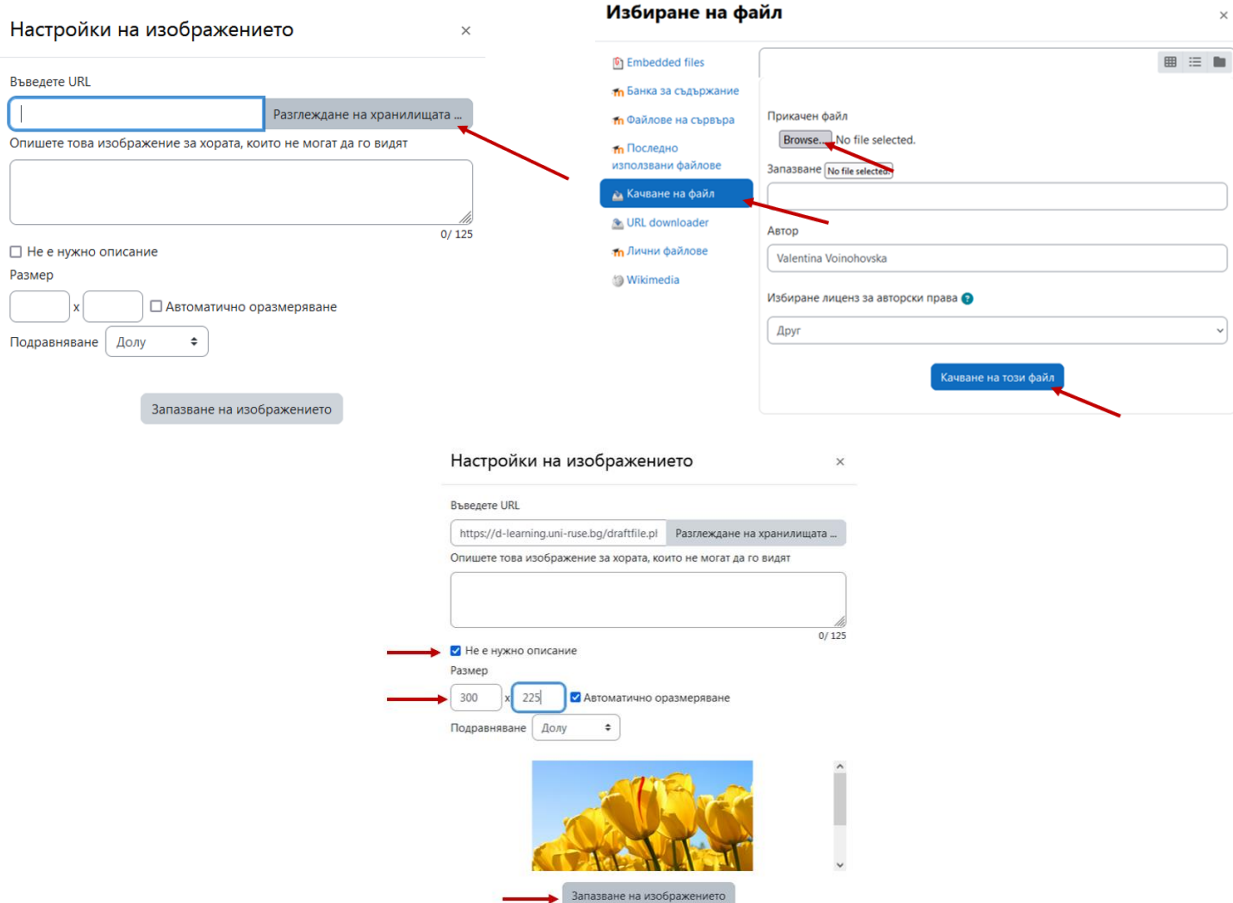 Настройки на изображението ×
Въведете URL
Разглеждане на хранилищата ...
Опишете това изображение за хората, които не могат да го видят
0/ 125
Не е нужно описание
Размер
x Автоматично оразмеряване
Подравняване Долу
Запазване на изображението
Избиране на файл ×
Embedded files
Банка за съдържание
Файлове на сървъра
Последно
използвани файлове
Качване на файл
URL downloader
Лични файлове
Wikimedia
Прикачен файл
Browse... No file selected.
Запазване No file selected.
Автор
Valentina Voinohovska
Избиране лиценз за авторски права ?
Друг
Качване на този файл
Настройки на изображението ×
Въведете URL
https://d-learning.uni-ruse.bg/draftfile.pl Разглеждане на хранилищата ...
Опишете това изображение за хората, които не могат да го видят
0/ 125
Не е нужно описание
Размер
300 x 225 Автоматично оразмеряване
Подравняване Долу
Запазване на изображението